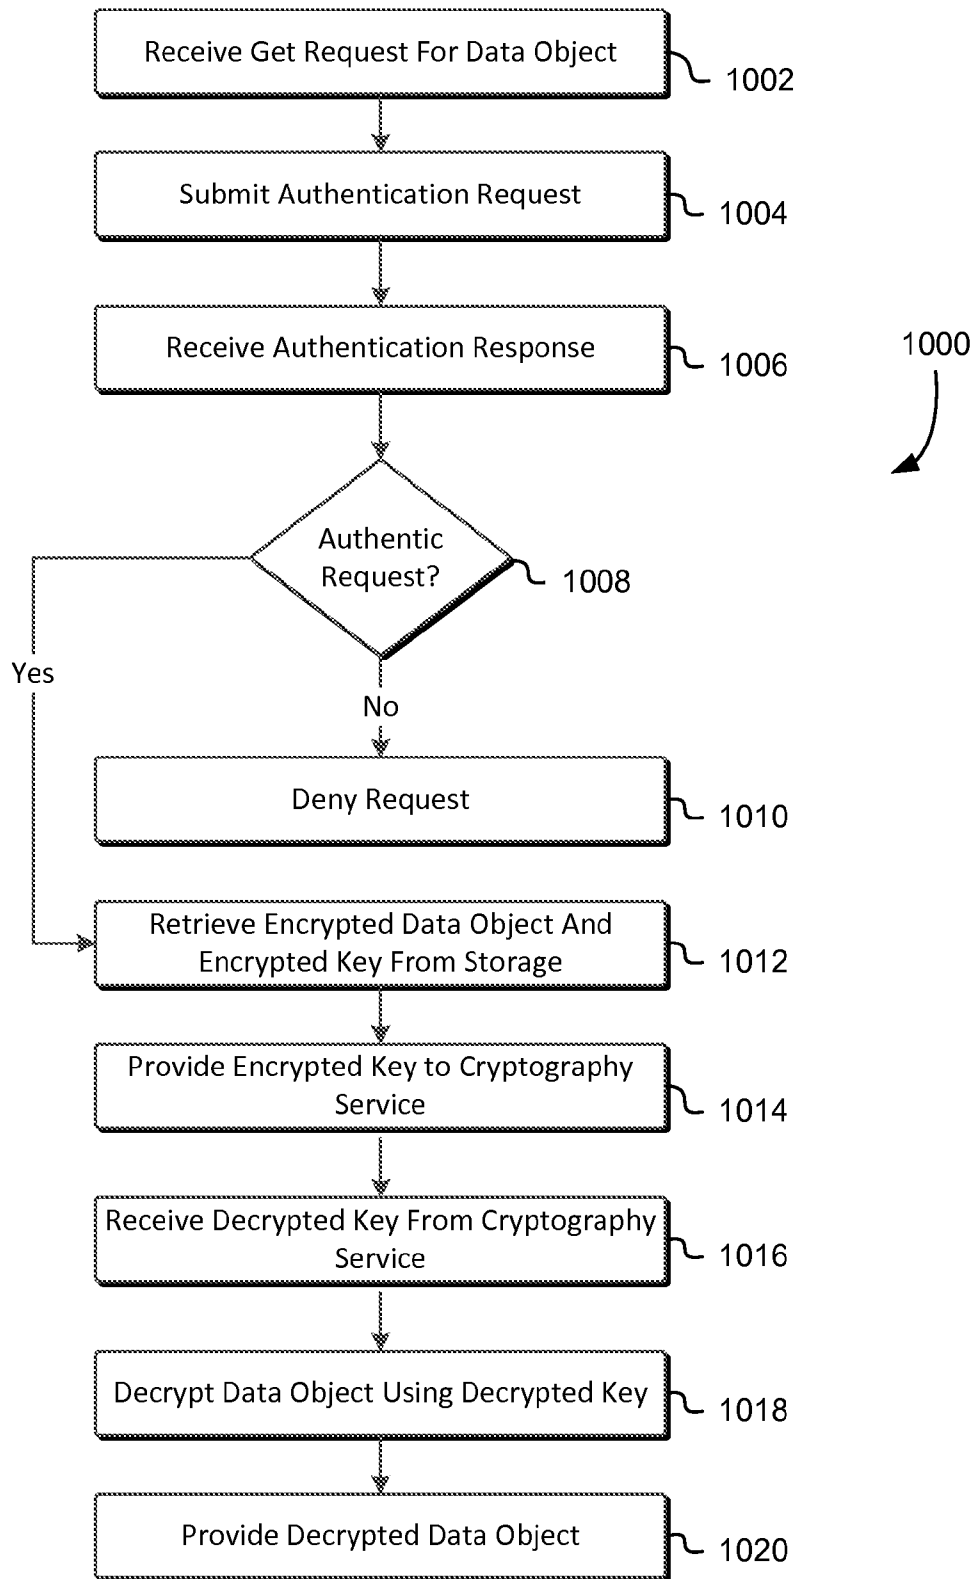 Receive Get Request For Data Object
1002
Submit Authentication Request
1004
Receive Authentication Response
1006
1000
Authentic
Request?
1008
Yes
No
Deny Request
1010
Retrieve Encrypted Data Object And
Encrypted Key From Storage
1012
Provide Encrypted Key to Cryptography
Service
1014
Receive Decrypted Key From Cryptography
Service
1016
Decrypt Data Object Using Decrypted Key
1018
Provide Decrypted Data Object
1020